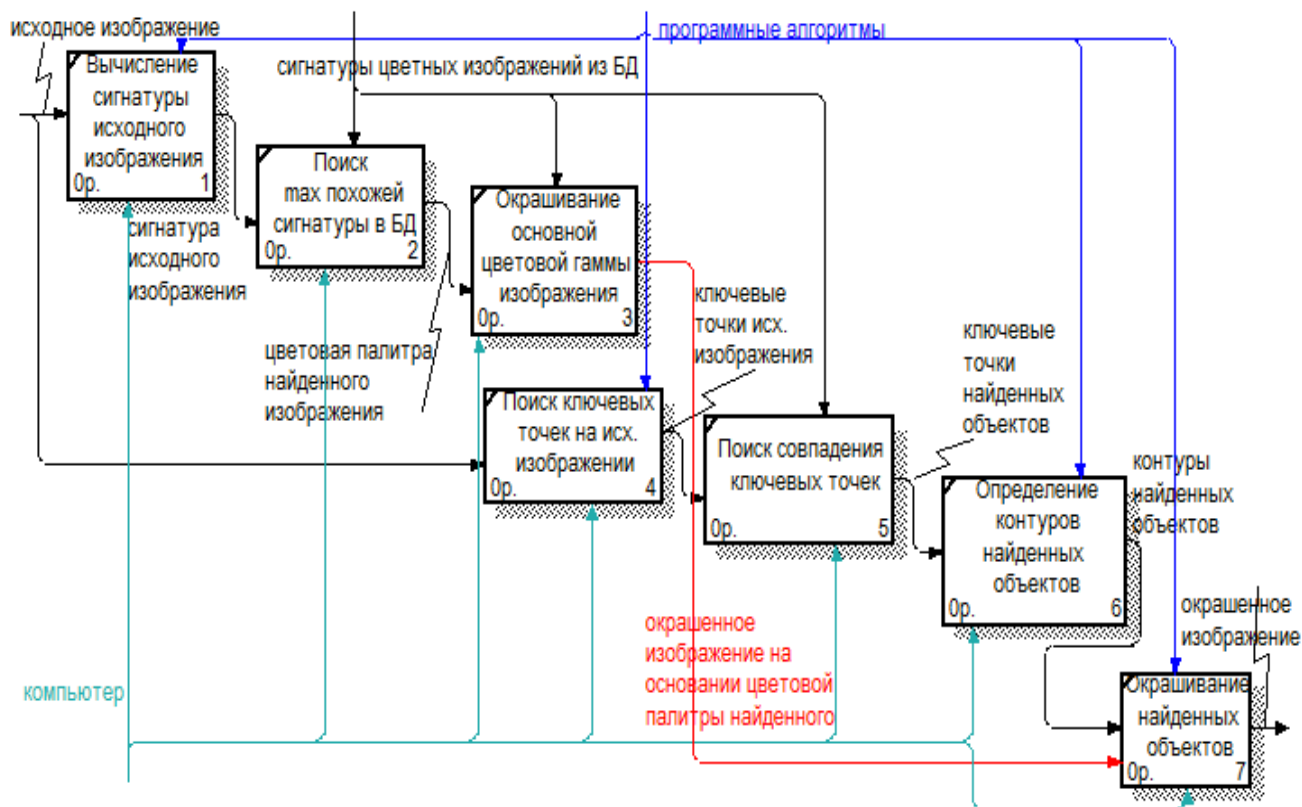 исходное изображение
программные алгоритмы
Вычисление
сигнатуры
исходного
изображения
0р. 1
сигнатуры цветных изображений из БД
Поиск
max похожей
сигнатуры в БД
0р. 2
сигнатура
исходного
изображения
Окрашивание
основной
цветовой гаммы
изображения
0р. 3
цветовая палитра
найденного
изображения
ключевые
точки исх.
изображения
Поиск ключевых
точек на исх.
изображении
0р. 4
ключевые
точки
найденных
объектов
Поиск совпадения
ключевых точек
0р. 5
контуры
найденных
объектов
Определение
контуров
найденных
объектов
0р. 6
окрашенное
изображение на
основании цветовой
палитры найденного
окрашенное
изображение
компьютер
Окрашивание
найденных
объектов
0р. 7